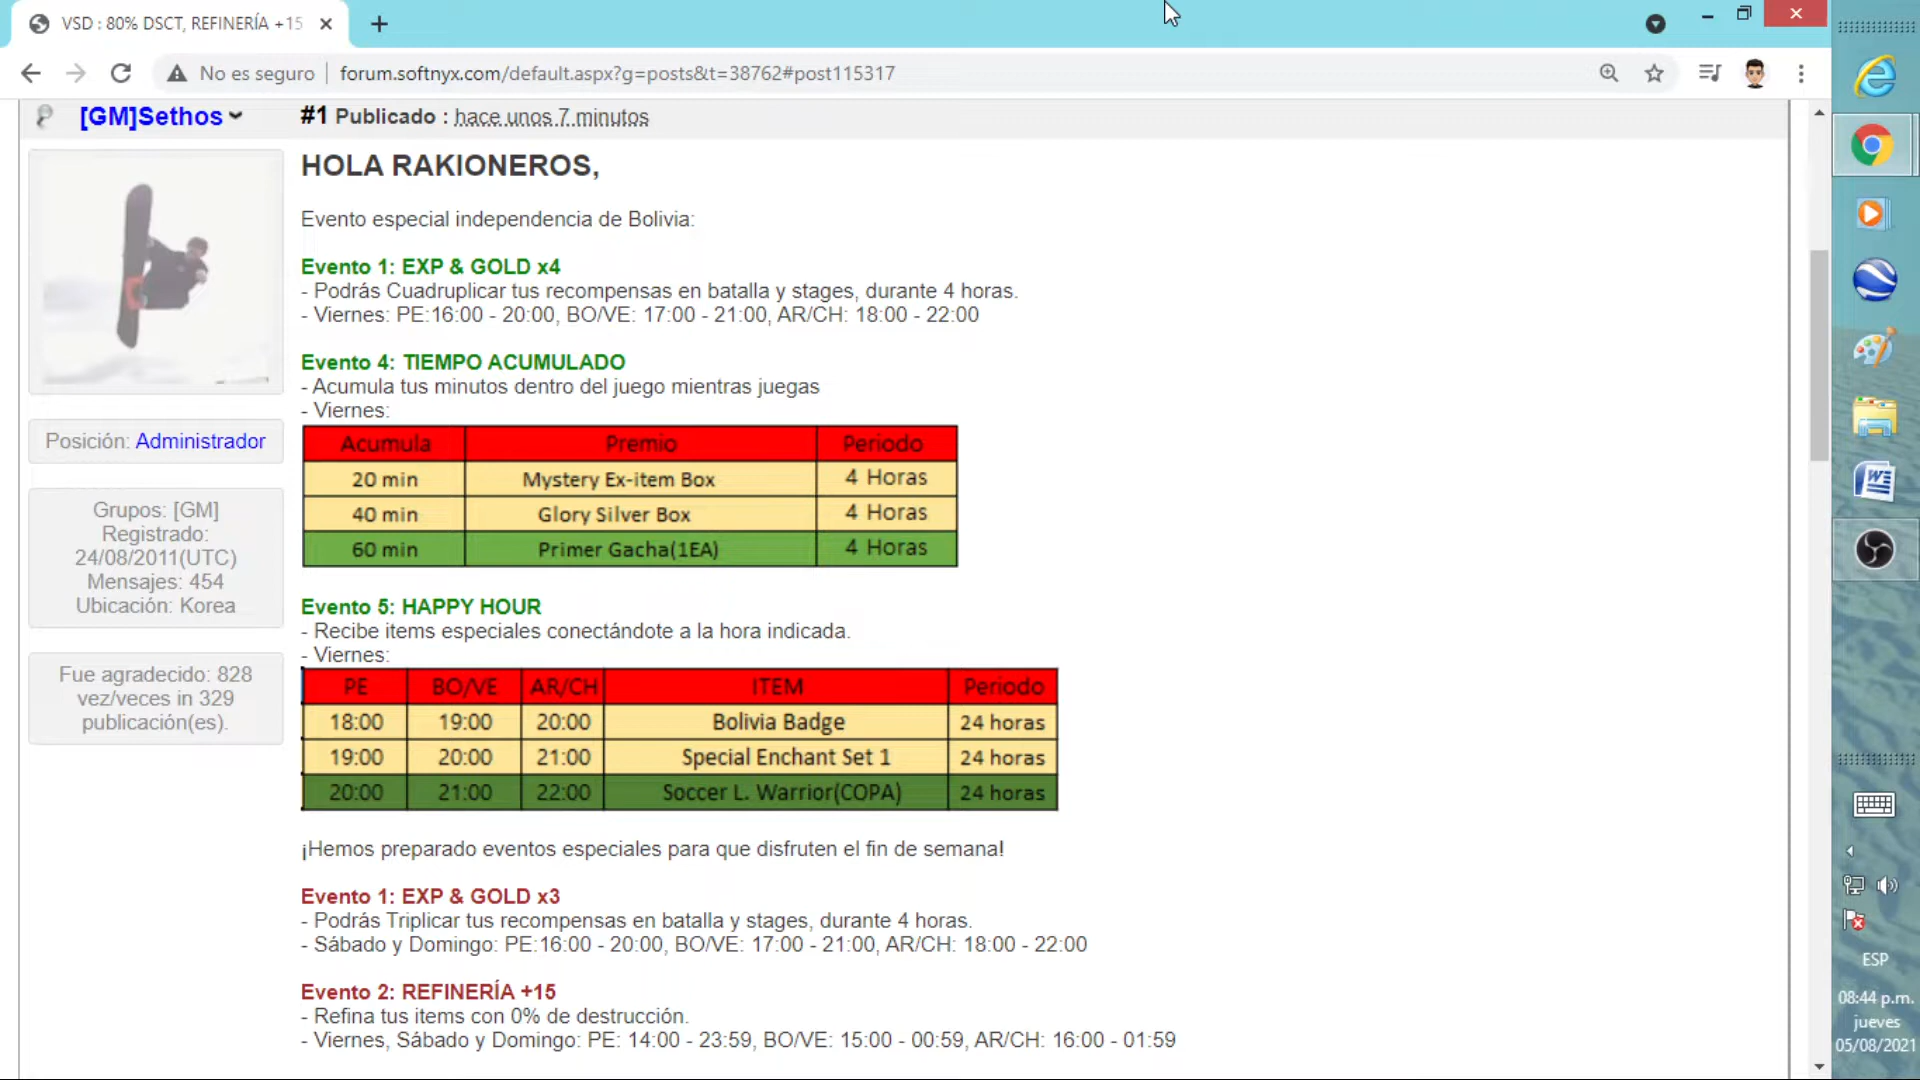 VSD : 80% DSCT, REFINERÍA +15
No es seguro
forum.softnyx.com/default.aspx?g=posts&t=38762#post115317
[GM]Sethos
#1 Publicado : hace unos 7 minutos
HOLA RAKIONEROS,
Evento especial independencia de Bolivia:
Evento 1: EXP & GOLD x4
- Podrás Cuadruplicar tus recompensas en batalla y stages, durante 4 horas.
- Viernes: PE:16:00 - 20:00, BO/VE: 17:00 - 21:00, AR/CH: 18:00 - 22:00
Evento 4: TIEMPO ACUMULADO
- Acumula tus minutos dentro del juego mientras juegas
- Viernes:
Acumula Premio Periodo
20 min Mystery Ex-item Box 4 Horas
40 min Glory Silver Box 4 Horas
60 min Primer Gacha(1EA) 4 Horas
Posición: Administrador
Grupos: [GM]
Registrado:
24/08/2011(UTC)
Mensajes: 454
Ubicación: Korea
Fue agradecido: 828
vez/veces in 329
publicación(es).
Evento 5: HAPPY HOUR
- Recibe items especiales conectándote a la hora indicada.
- Viernes:
PE BO/VE AR/CH ITEM Periodo
18:00 19:00 20:00 Bolivia Badge 24 horas
19:00 20:00 21:00 Special Enchant Set 1 24 horas
20:00 21:00 22:00 Soccer L. Warrior(COPA) 24 horas
¡Hemos preparado eventos especiales para que disfruten el fin de semana!
Evento 1: EXP & GOLD x3
- Podrás Triplicar tus recompensas en batalla y stages, durante 4 horas.
- Sábado y Domingo: PE:16:00 - 20:00, BO/VE: 17:00 - 21:00, AR/CH: 18:00 - 22:00
Evento 2: REFINERÍA +15
- Refina tus items con 0% de destrucción.
- Viernes, Sábado y Domingo: PE: 14:00 - 23:59, BO/VE: 15:00 - 00:59, AR/CH: 16:00 - 01:59
ESP
08:44 p.m.
jueves
05/08/2021